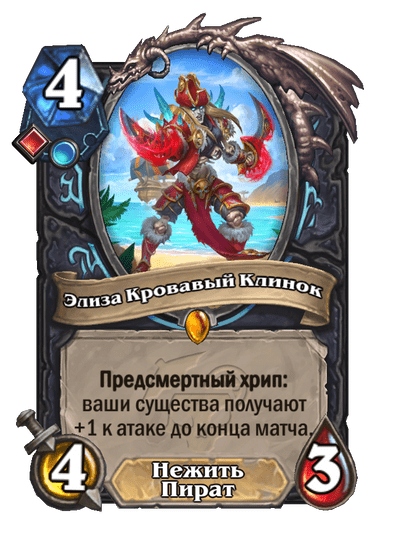 4
Элиза Кровавый Клинок
Предсмертный хрип:
ваши существа получают
+1 к атаке до конца матча.
4
Нежить
Пират
3